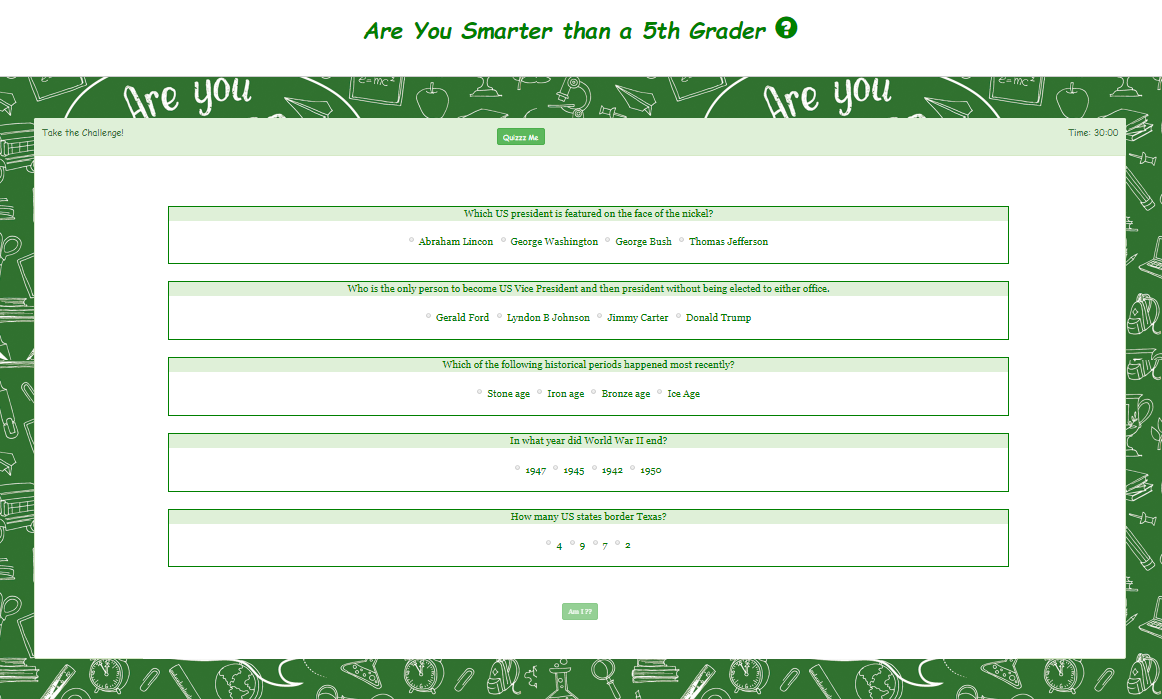 Are You Smarter than a 5th Grader ?
e=mc² e=mc²
Are you Are you
Take the Challenge! Quizzz Me Time: 30:00
Which US president is featured on the face of the nickel?
Abraham Lincon George Washington George Bush Thomas Jefferson
Who is the only person to become US Vice President and then president without being elected to either office.
Gerald Ford Lyndon B Johnson Jimmy Carter Donald Trump
Which of the following historical periods happened most recently?
Stone age Iron age Bronze age Ice Age
In what year did World War II end?
1947 1945 1942 1950
How many US states border Texas?
4 9 7 2
Am I ??